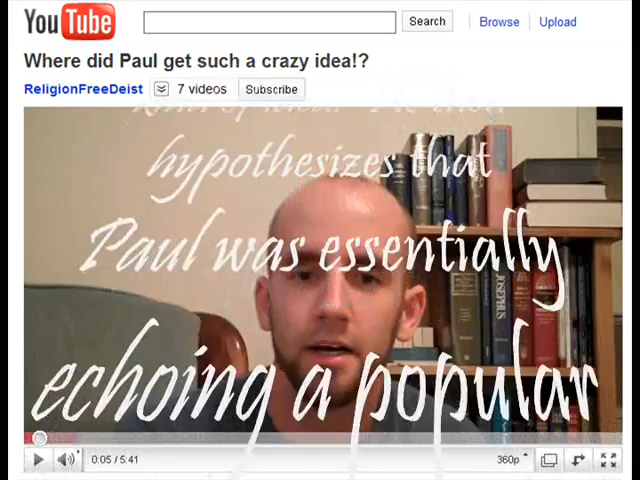 YouTube
Search
Browse
Upload
Where did Paul get such a crazy idea!?
ReligionFreeDeist
7 videos
Subscribe
hypothesizes that
Paul was essentially
echoing a popular
JOSEPHUS
0:05 / 5:41
360p